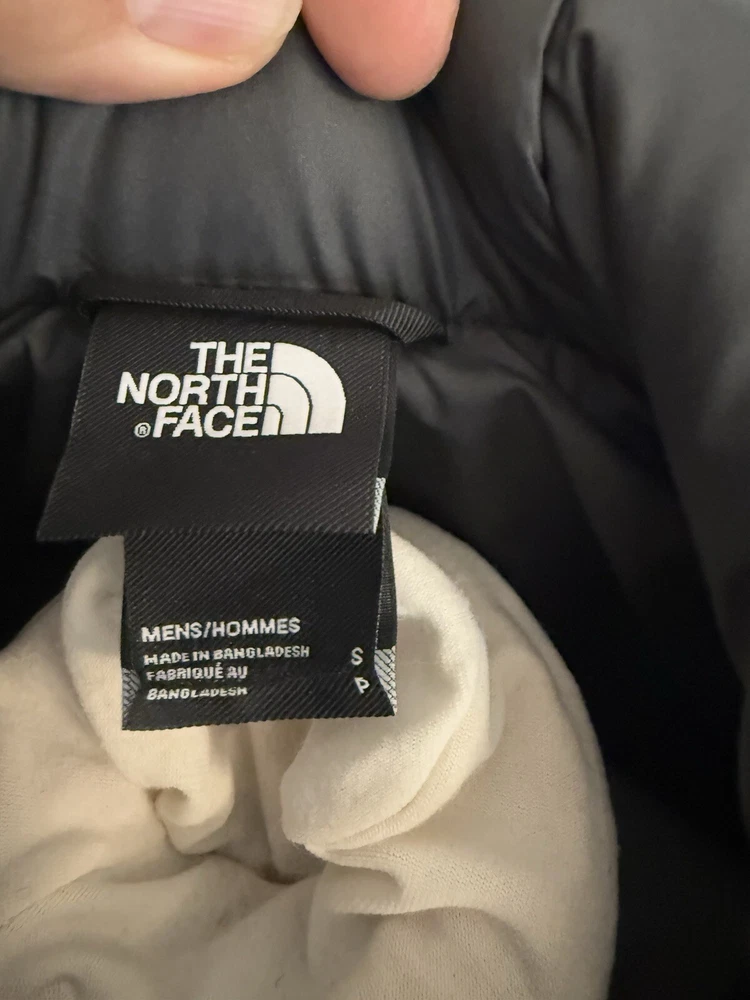 THE
NORTH
®FACE
MENS/HOMMES
MADE IN BANGLADESH S
FABRIQUÉ AU P
BANGLADESH